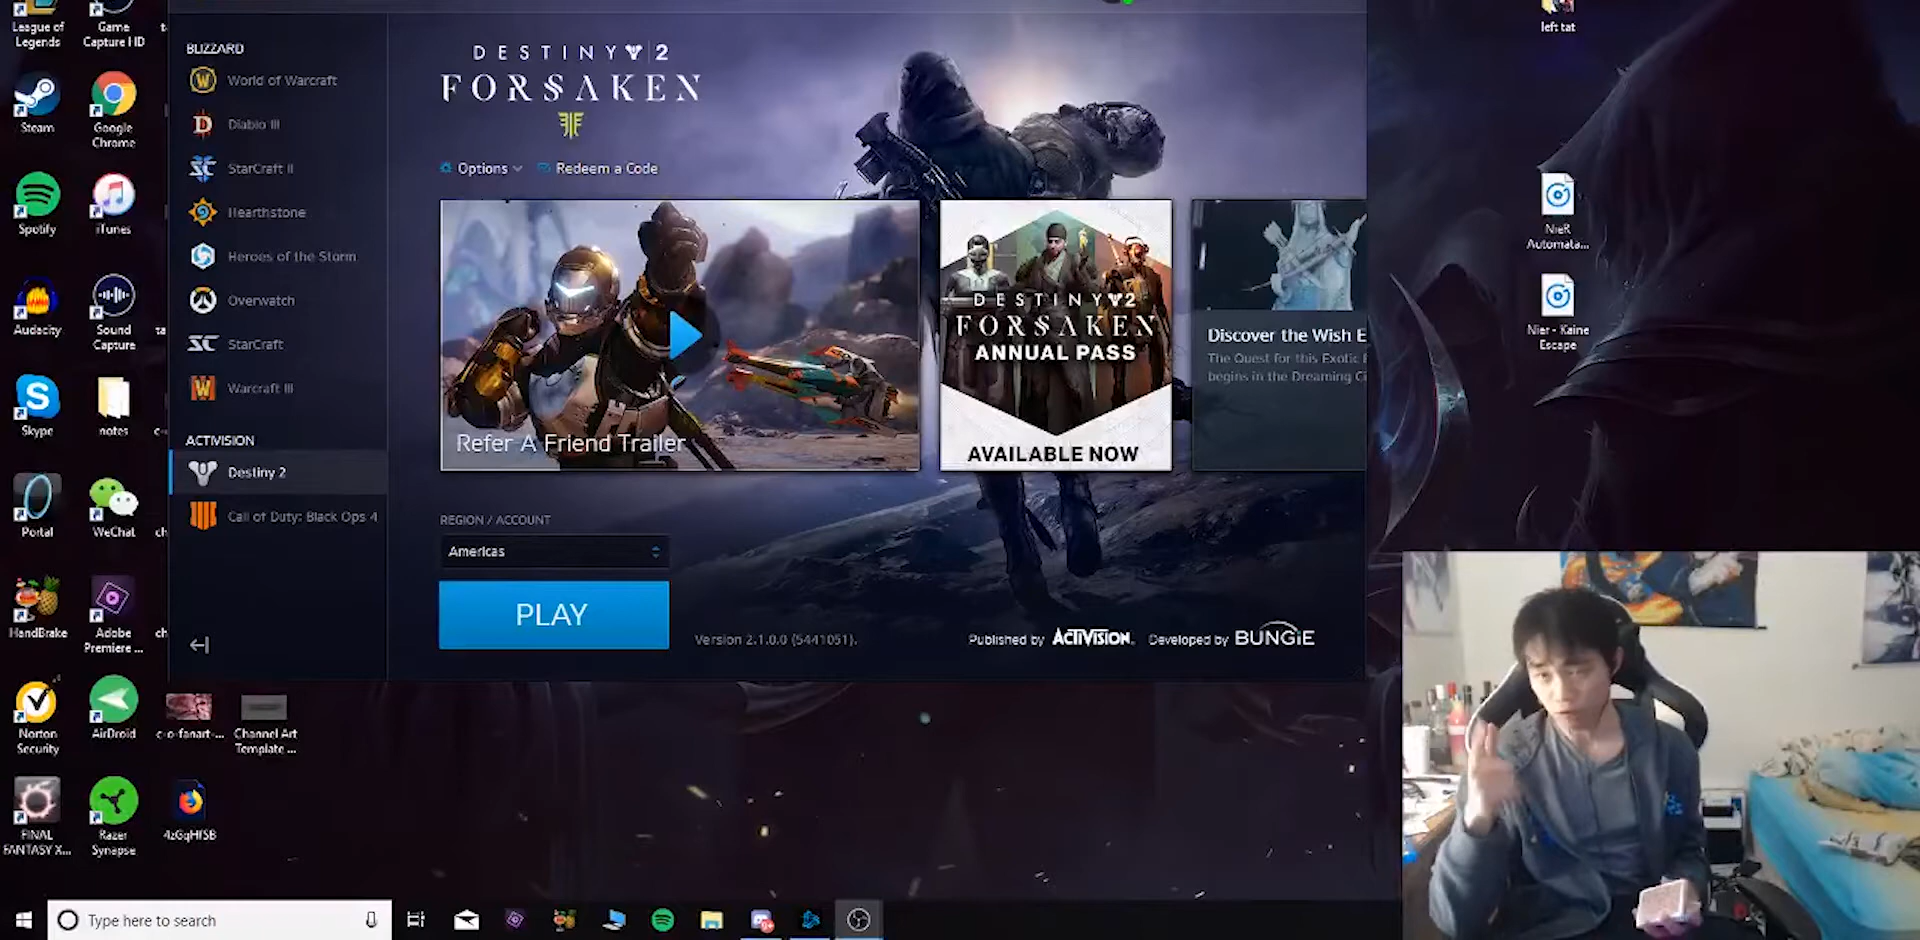 League of
Legends
Game
Capture HD
Steam
Google
Chrome
Spotify
iTunes
Audacity
Sound
Capture
Skype
notes
Portal
WeChat
HandBrake
Adobe
Premiere ...
Norton
Security
AirDroid
c-o-fanart-...
Channel Art
Template ...
FINAL
FANTASY X...
Razer
Synapse
4zGqHfSB
ta
ch
ch
BLIZZARD
World of Warcraft
Diablo III
StarCraft II
Hearthstone
Heroes of the Storm
Overwatch
StarCraft
Warcraft III
ACTIVISION
Destiny 2
Call of Duty: Black Ops 4
DESTINY 2
FORSAKEN
Options
Redeem a Code
Refer A Friend Trailer
DESTINY 2
FORSAKEN
ANNUAL PASS
AVAILABLE NOW
Discover the Wish E
The Quest for this Exotic
begins in the Dreaming Ci
REGION / ACCOUNT
Americas
PLAY
Version 2.1.0.0 (5441051).
Published by ACTIVISION.
Developed by BUNGIE
left tat
NieR
Automata...
Nier - Kaine
Escape
Type here to search